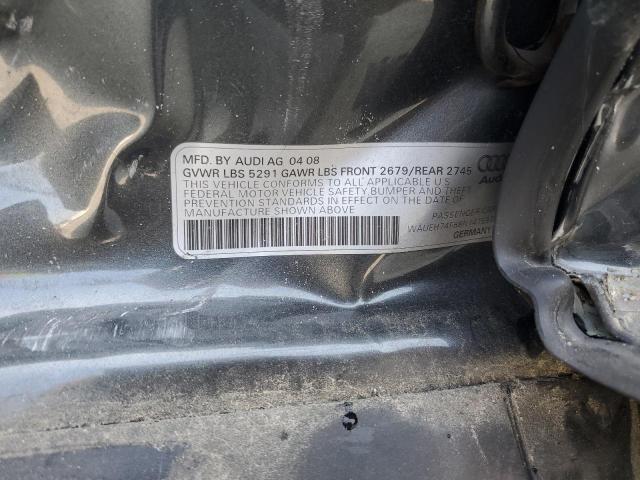 MFD. BY AUDI AG 04 08
GVWR LBS 5291 GAWR LBS FRONT 2679/REAR 2745
THIS VEHICLE CONFORMS TO ALL APPLICABLE U.S.
FEDERAL MOTOR VEHICLE SAFETY BUMPER AND THEFT
PREVENTION STANDARDS IN EFFECT ON THE DATE OF
MANUFACTURE SHOWN ABOVE
Audi
PASSENGER
GERMANY